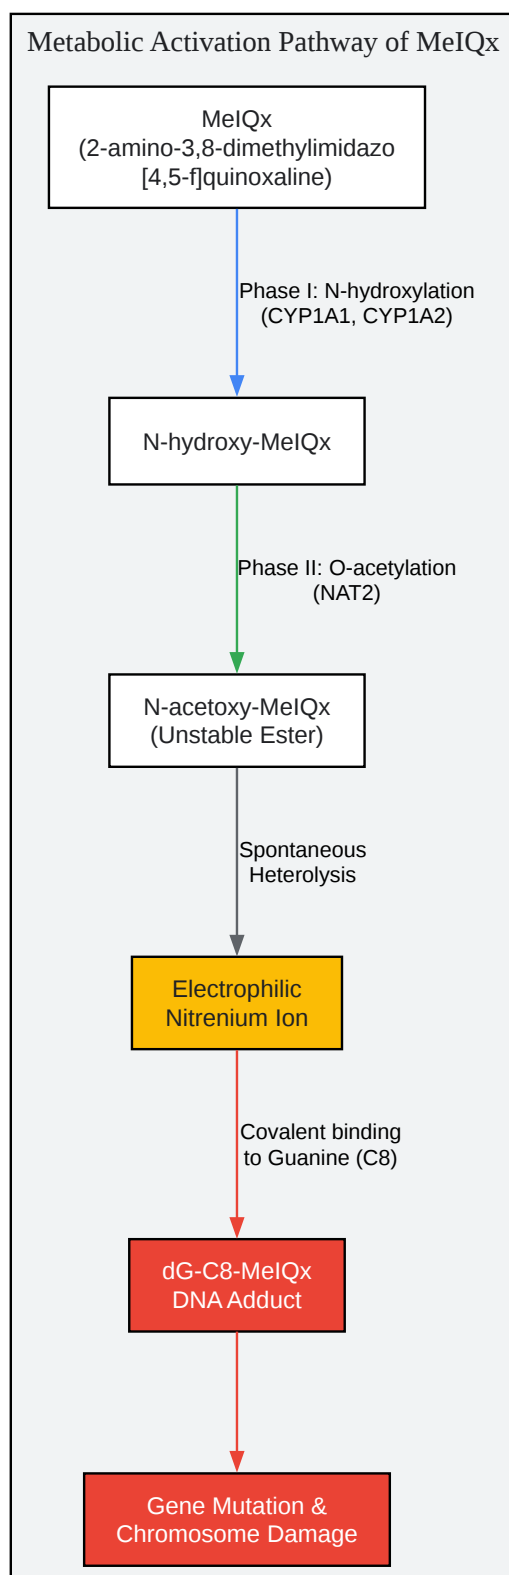 Metabolic Activation Pathway of MeIQx
MeIQx
(2-amino-3,8-dimethylimidazo
[4,5-f]quinoxaline)
Phase I: N-hydroxylation
(CYP1A1, CYP1A2)
N-hydroxy-MeIQx
Phase II: O-acetylation
(NAT2)
N-acetoxy-MeIQx
(Unstable Ester)
Spontaneous
Heterolysis
Electrophilic
Nitrenium Ion
Covalent binding
to Guanine (C8)
dG-C8-MeIQx
DNA Adduct
Gene Mutation &
Chromosome Damage